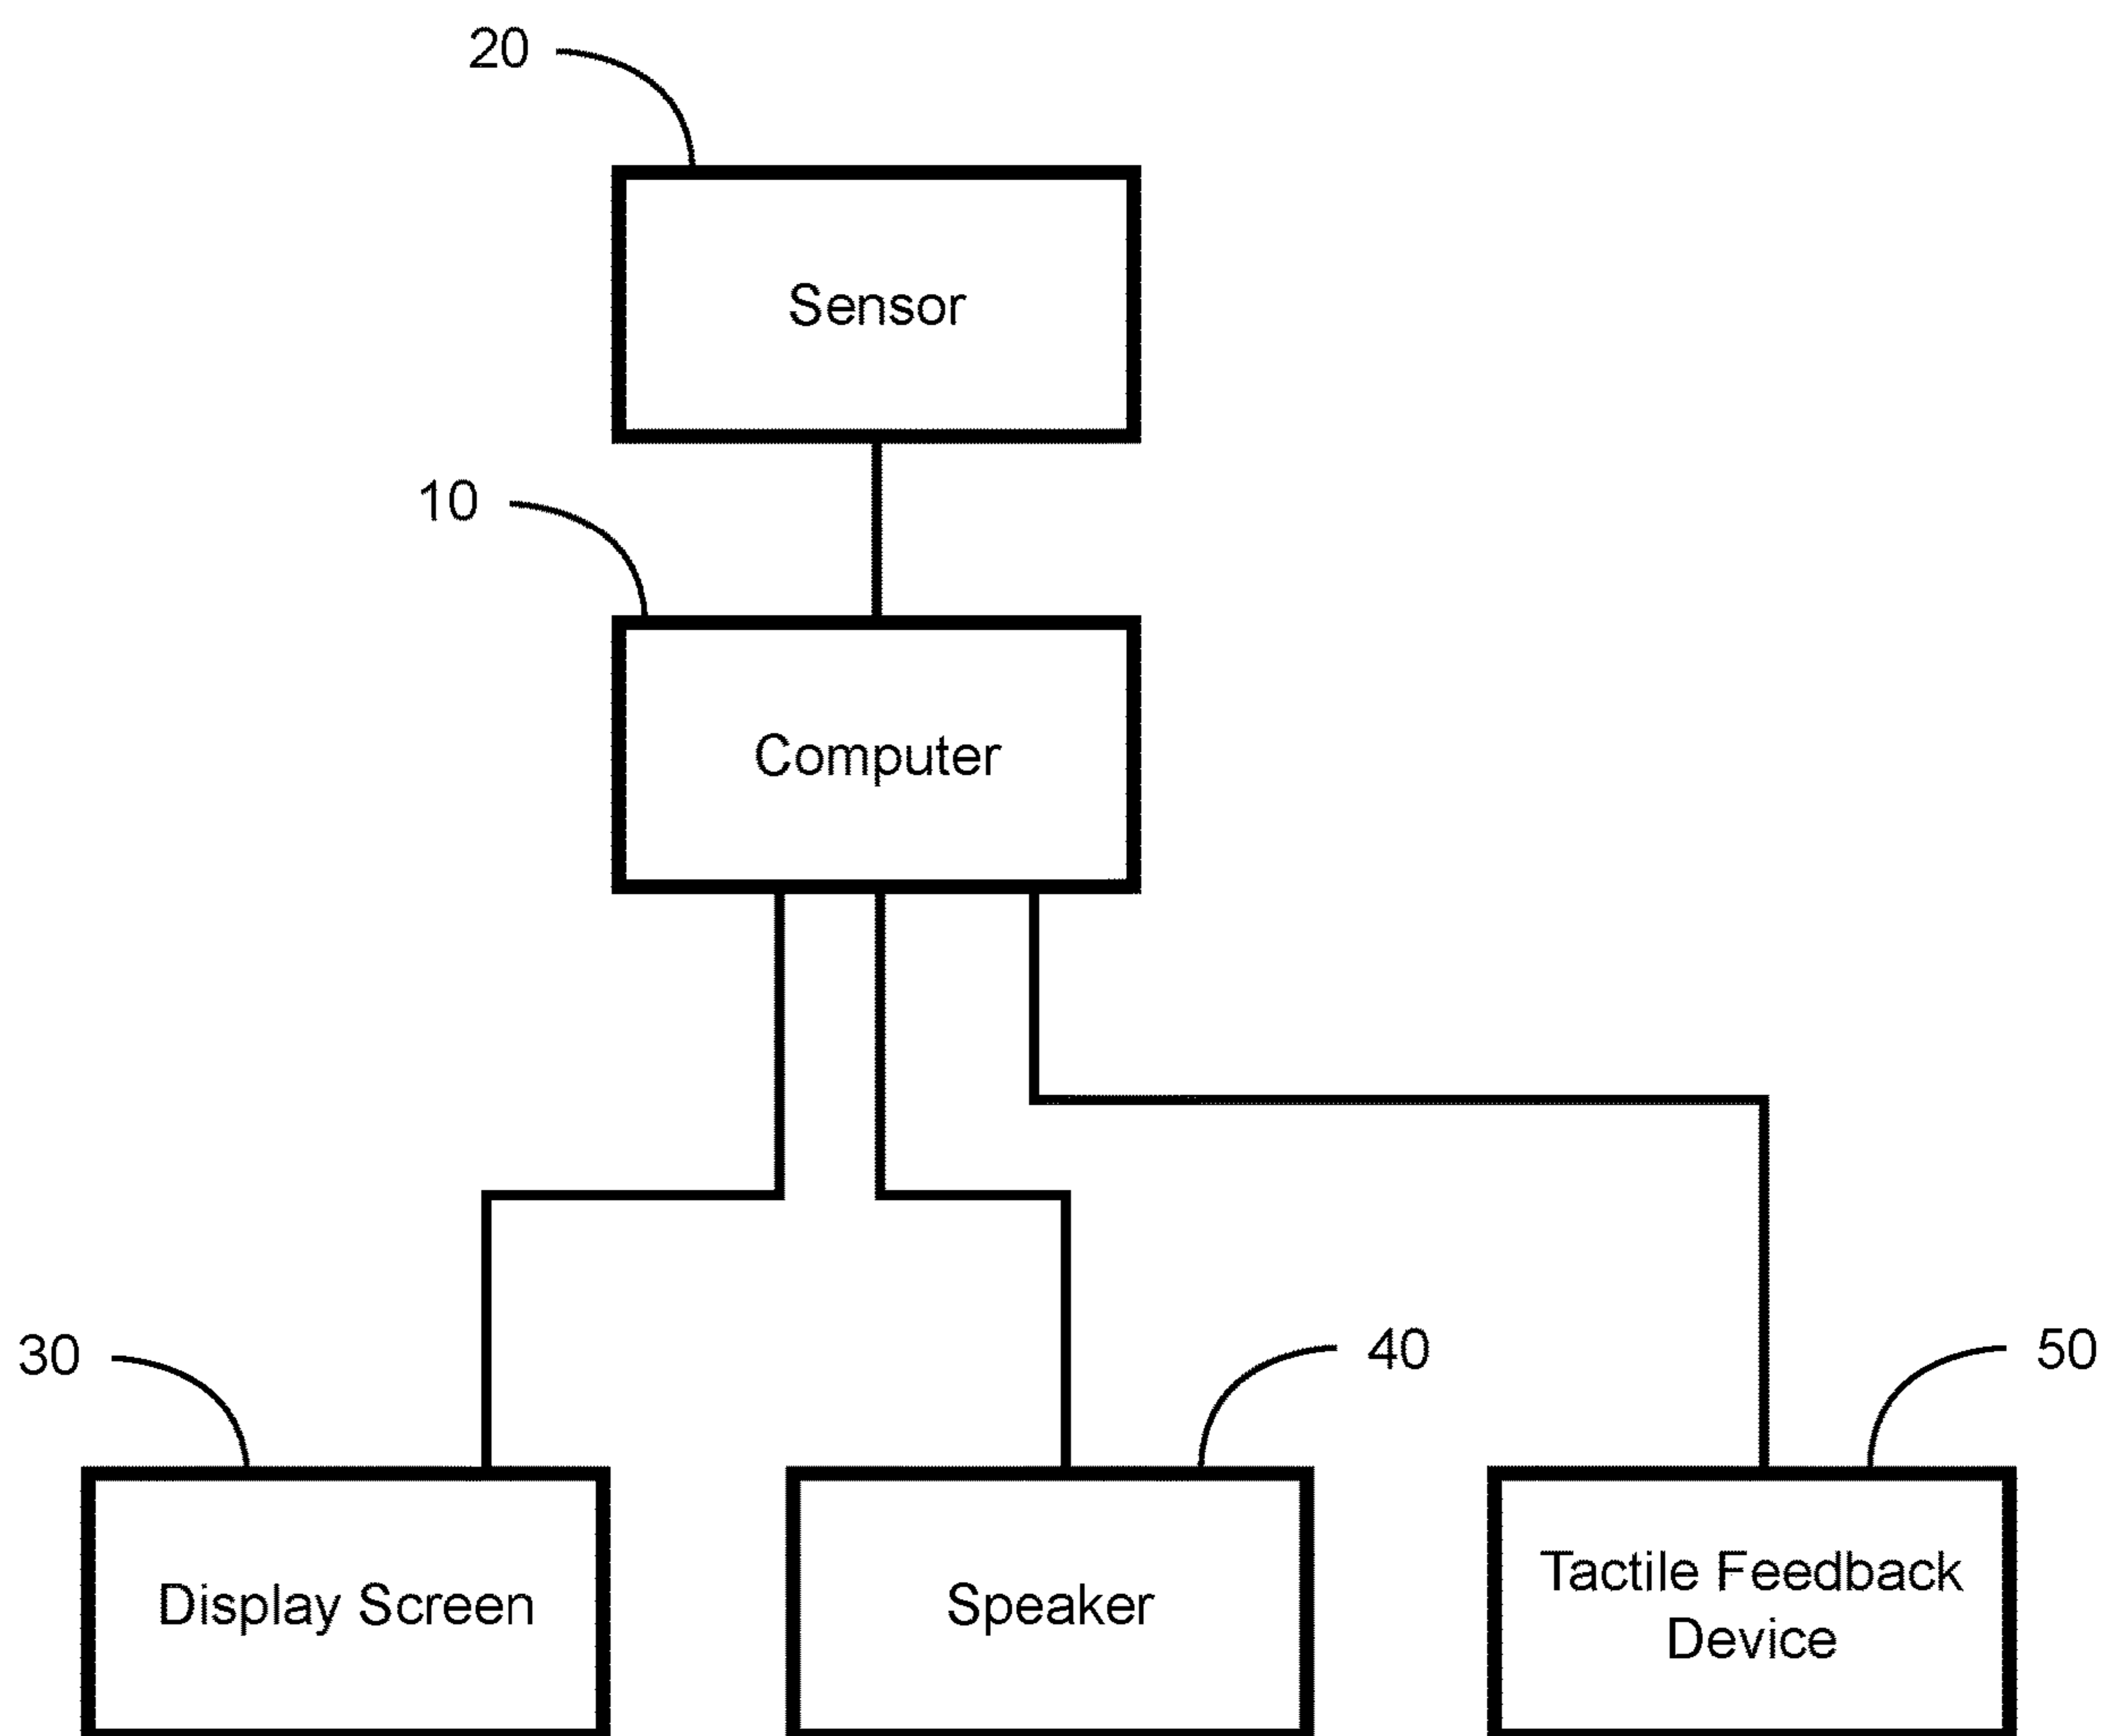 20
Sensor
10
Computer
30
40
50
Display Screen
Speaker
Tactile Feedback
Device